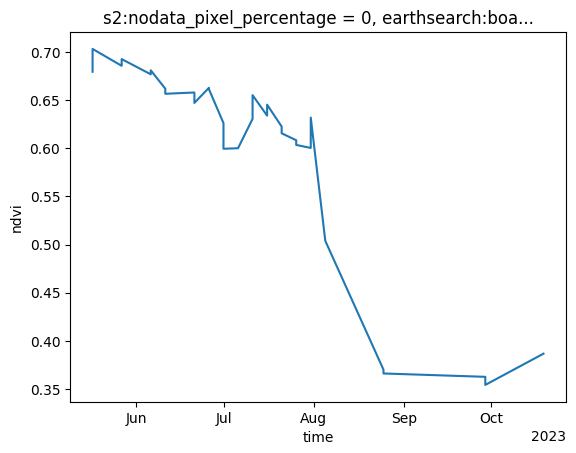 s2:nodata_pixel_percentage = 0, earthsearch:boa...
0.70
0.65
0.60
0.55
0.50
0.45
0.40
0.35
ndvi
Jun Jul Aug Sep Oct
time
2023